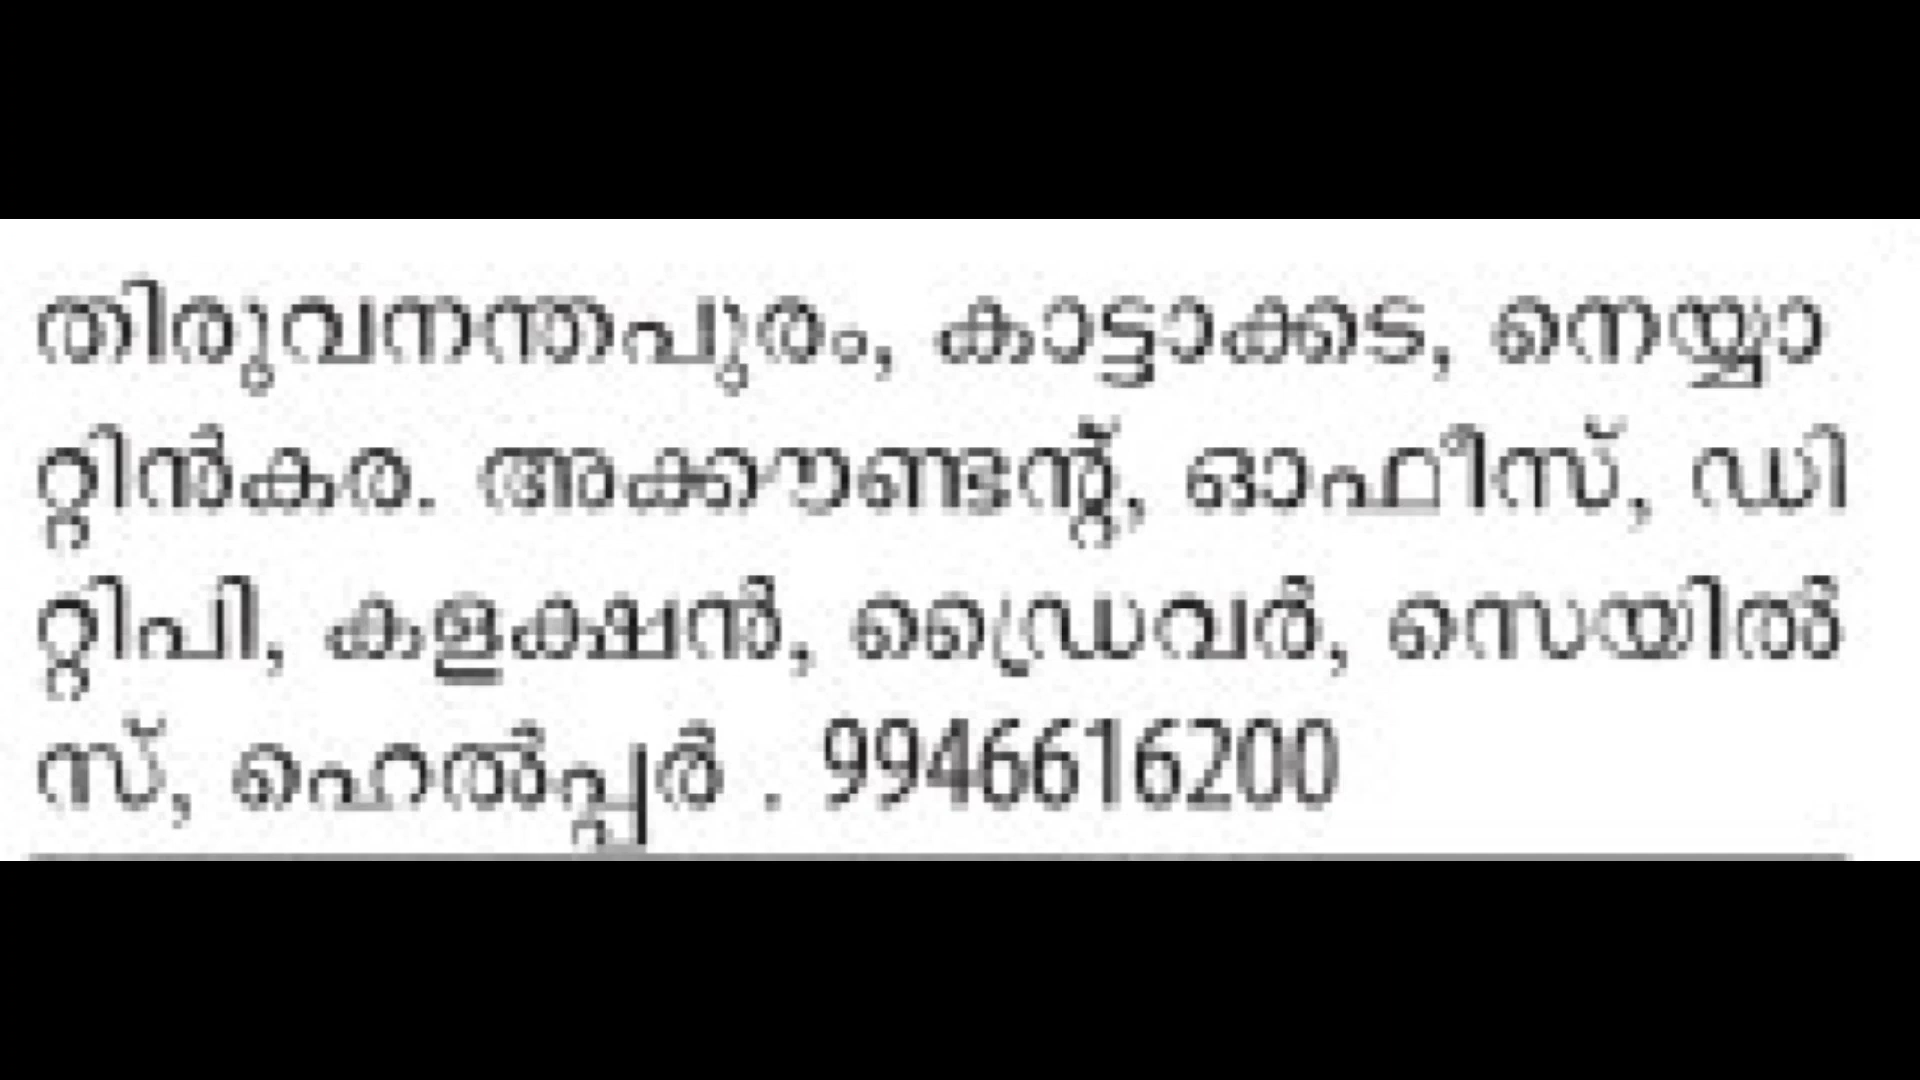 തിരുവനന്തപുരം, കാട്ടാക്കട, നെയ്യാ
റ്റിൻകര. അക്കൗണ്ടന്റ്, ഓഫീസ്, ഡി
റ്റിപി, കളക്ഷൻ, ഡ്രൈവർ, സെയിൽ
സ്, ഹെൽപ്പർ . 9946616200